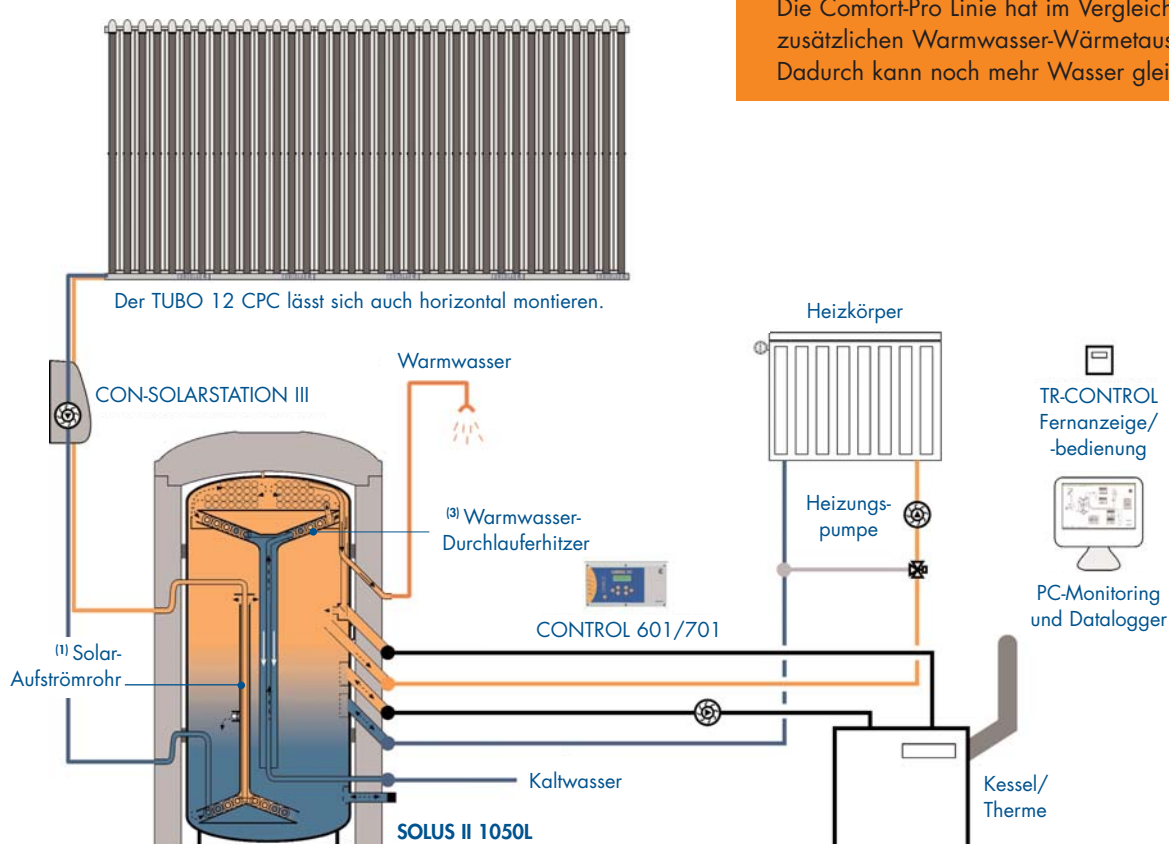 Die Comfort-Pro Linie hat im Vergleich
zusätzlichen Warmwasser-Wärmetaus
Dadurch kann noch mehr Wasser glei
Der TUBO 12 CPC lässt sich auch horizontal montieren.
Heizkörper
Warmwasser
CON-SOLARSTATION III
TR-CONTROL
Fernanzeige/
-bedienung
(3) Warmwasser-
Durchlauferhitzer
Heizungs-
pumpe
PC-Monitoring
und Datalogger
CONTROL 601/701
(1) Solar-
Aufströmrohr
Kaltwasser
Kessel/
Therme
SOLUS II 1050L